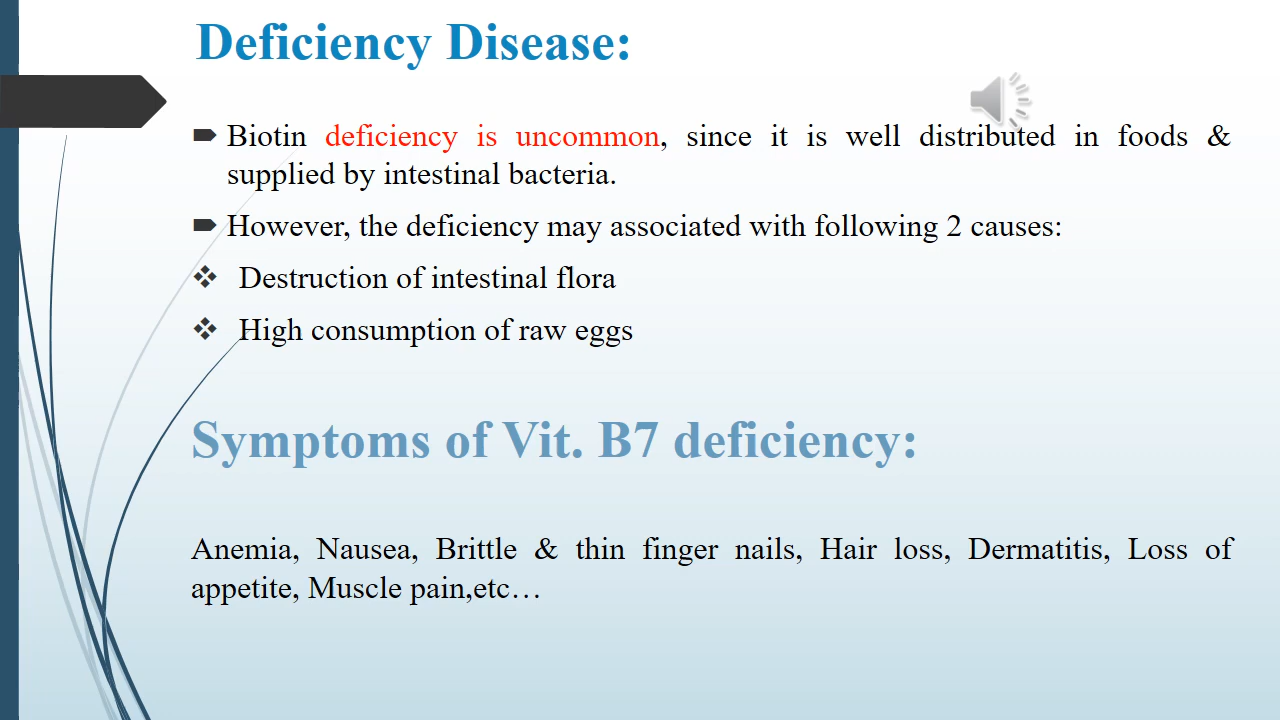 Deficiency Disease:
Biotin deficiency is uncommon, since it is well distributed in foods &
supplied by intestinal bacteria.
However, the deficiency may associated with following 2 causes:
Destruction of intestinal flora
High consumption of raw eggs
Symptoms of Vit. B7 deficiency:
Anemia, Nausea, Brittle & thin finger nails, Hair loss, Dermatitis, Loss of
appetite, Muscle pain,etc…